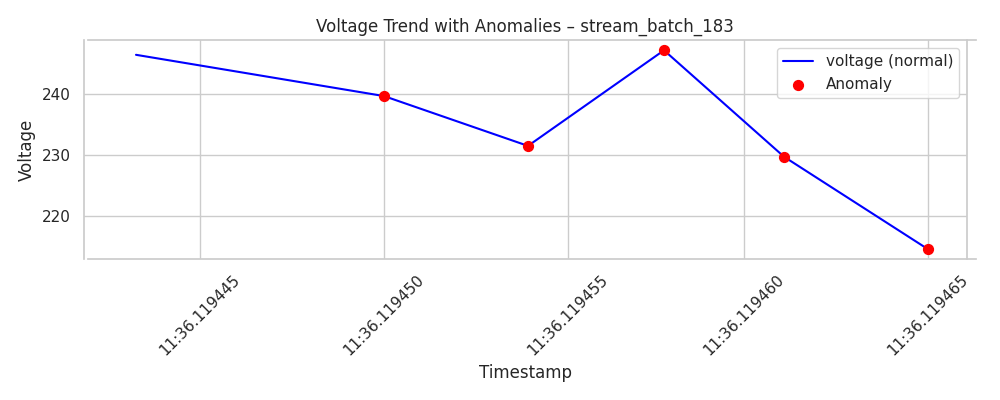 Voltage Trend with Anomalies – stream_batch_183
voltage (normal)
Anomaly
Voltage
240
230
220
11:36.119445
11:36.119450
11:36.119455
11:36.119460
11:36.119465
Timestamp